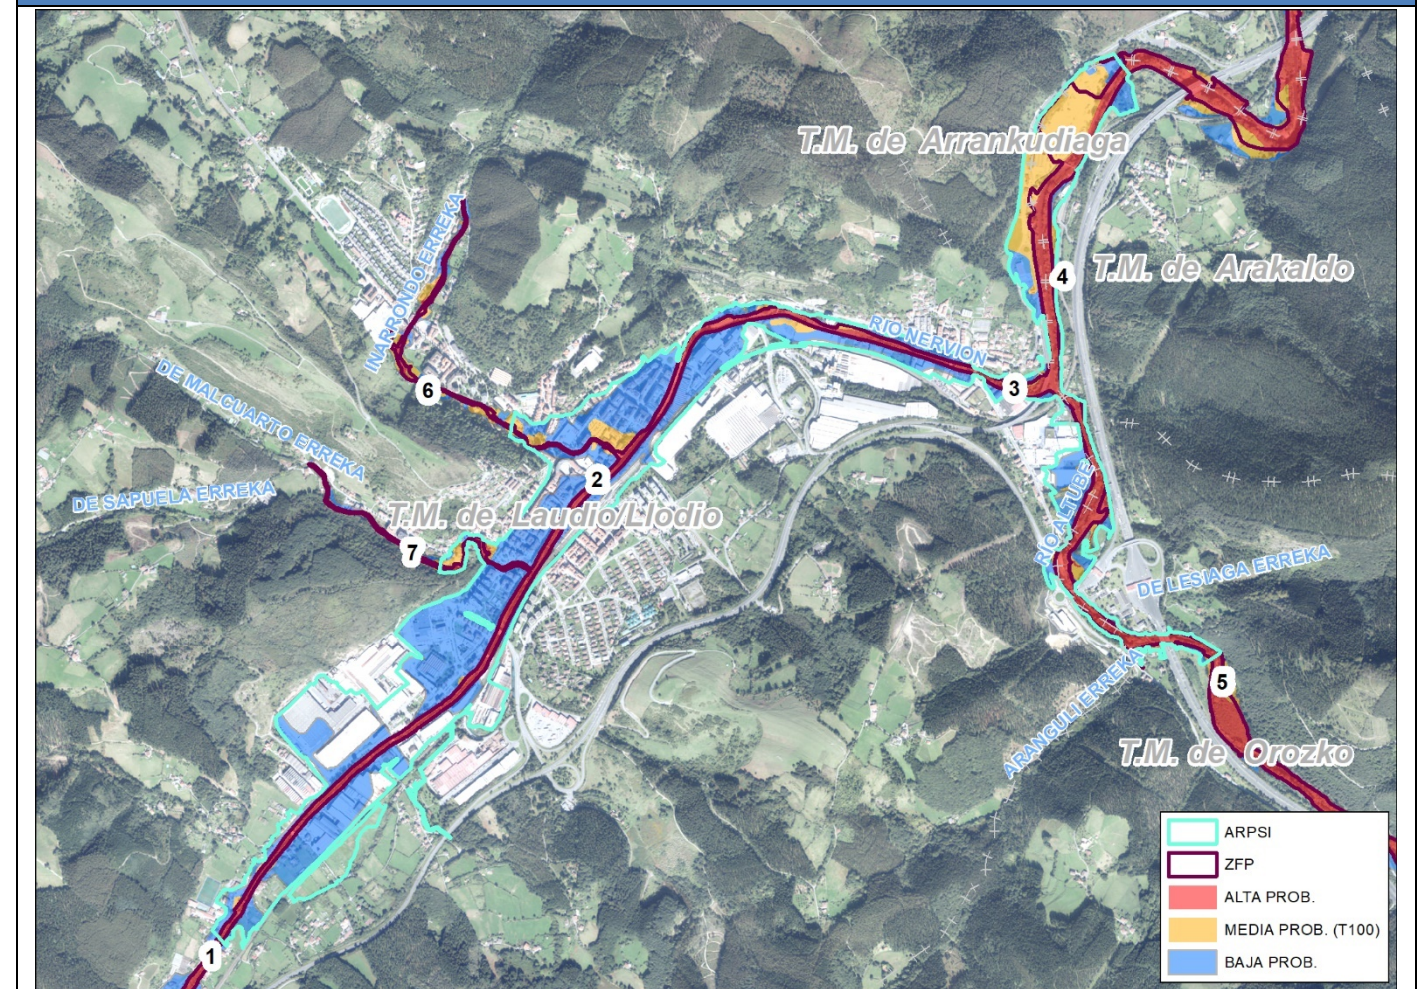 T.M. de Arrankudiaga
INARRONDO ERREKA
T.M. de Arakaldo
4
RIO NERVION
DE MALCUARTO ERREKA
6
3
2
DE SAPUELA ERREKA
T.M. de Laudio/Llodio
RIO ALTUBE
7
DE LESIAGA ERREKA
ARANGULI ERREKA
5
T.M. de Orozko
1
ARPSI
ZFP
ALTA PROB.
MEDIA PROB. (T100)
BAJA PROB.